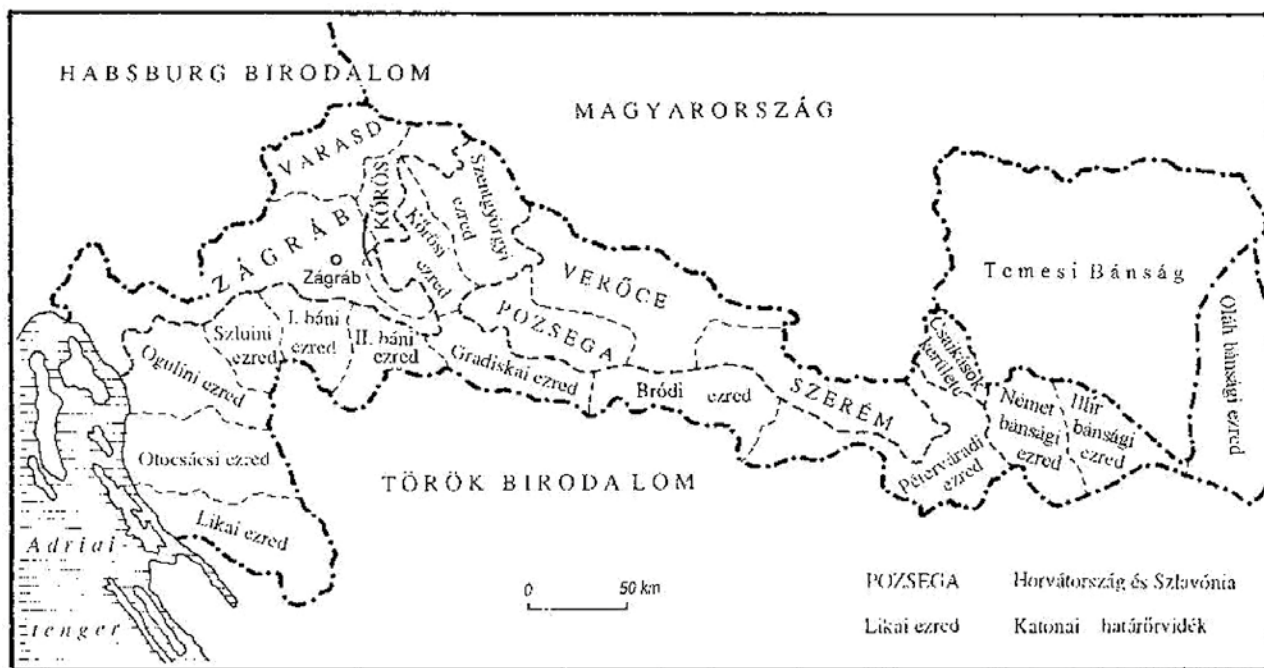 HABSBURG BIRODALOM
MAGYARORSZÁG
VARASD
KŐRÖS
Szentgyörgyi
ezred
Kőrösi
ezred
ZÁGRÁB
Zágráb
VERŐCE
POZSEGA
Temesi Bánság
Oláh bánsági ezred
Csajkások
kerülete
Szluini
ezred
I. báni
ezred
II. báni
ezred
Ogulini ezred
Gradiskai ezred
Bródi ezred
SZERÉM
Német
bánsági
ezred
Illír
bánsági
ezred
Péterváradi
ezred
Otocsácsi ezred
TÖRÖK BIRODALOM
Likai ezred
Adriai
tenger
0 50 km
POZSEGA Horvátország és Szlavónia
Likai ezred Katonai határőrvidék